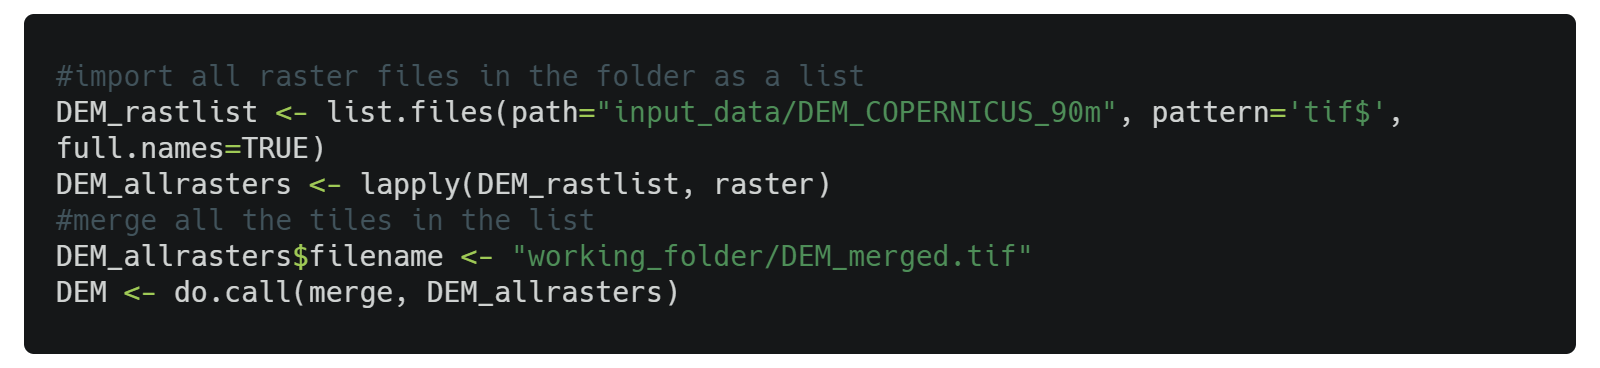 #import all raster files in the folder as a list
DEM_rastlist <- list.files(path="input_data/DEM_COPERNICUS_90m", pattern='tif$',
full.names=TRUE)
DEM_allrasters <- lapply(DEM_rastlist, raster)
#merge all the tiles in the list
DEM_allrasters$filename <- "working_folder/DEM_merged.tif"
DEM <- do.call(merge, DEM_allrasters)